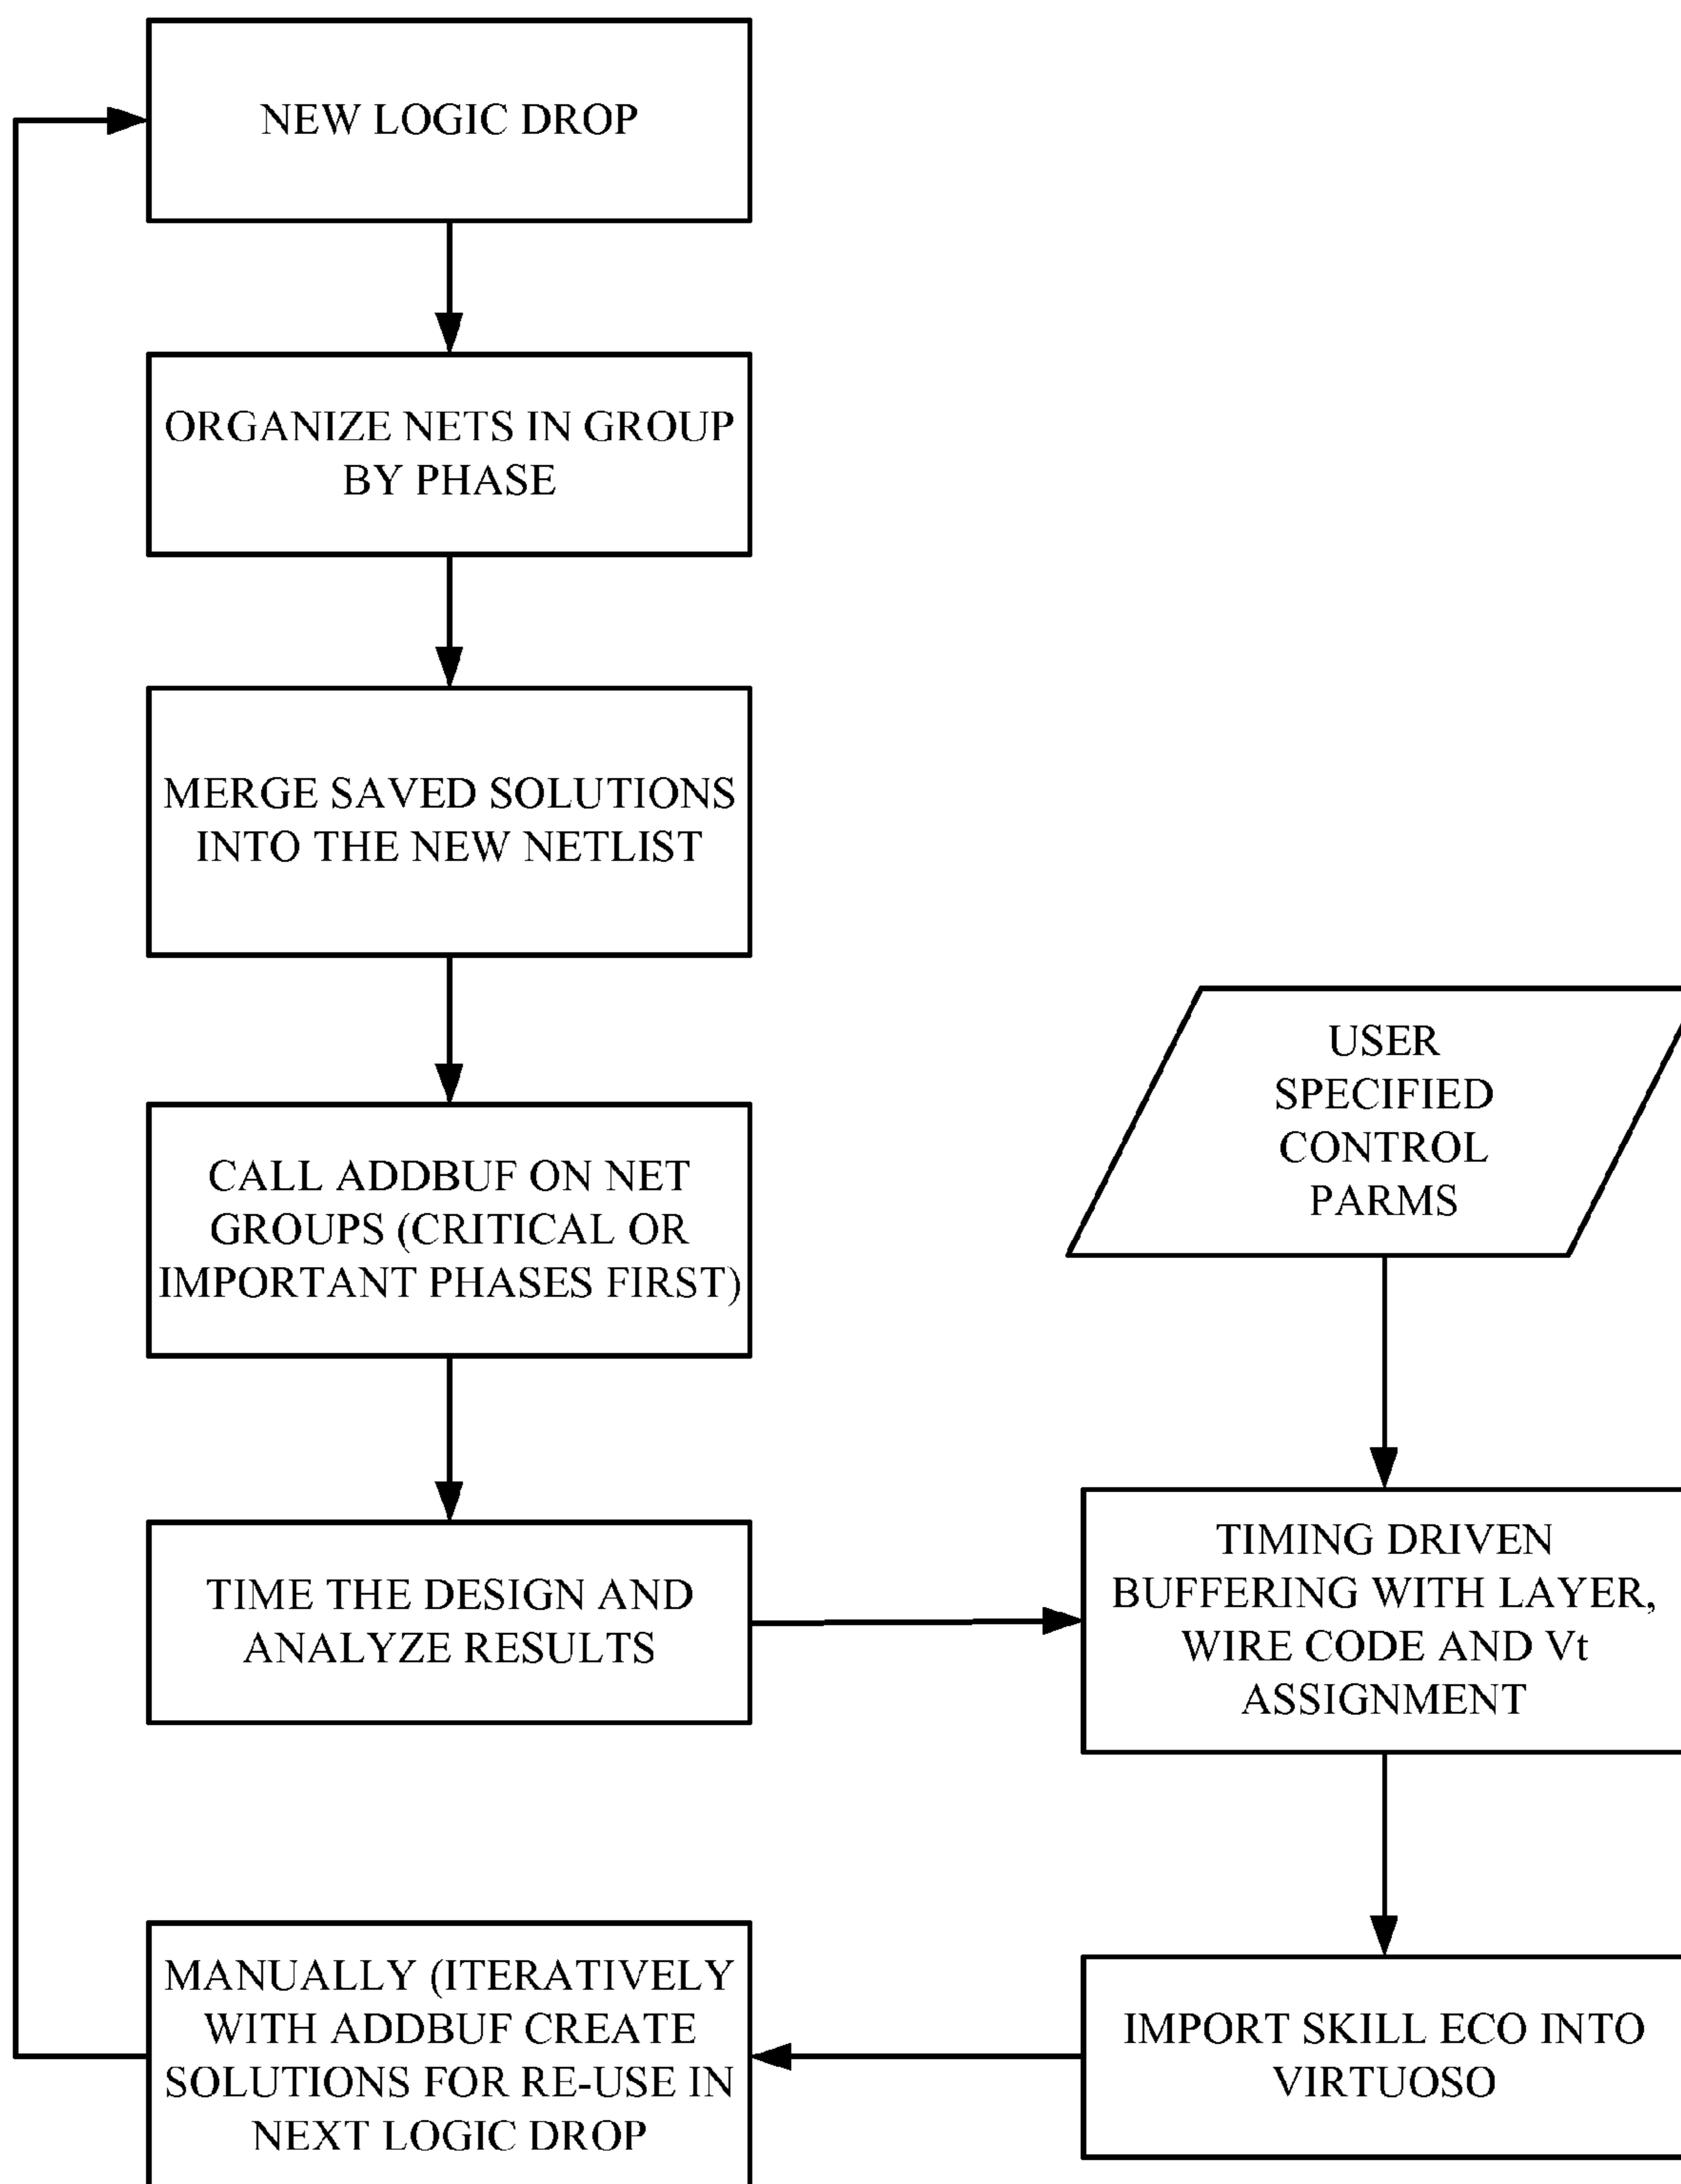 NEW LOGIC DROP
ORGANIZE NETS IN GROUP
BY PHASE
MERGE SAVED SOLUTIONS
INTO THE NEW NETLIST
CALL ADDBUF ON NET
GROUPS (CRITICAL OR
IMPORTANT PHASES FIRST)
TIME THE DESIGN AND
ANALYZE RESULTS
USER
SPECIFIED
CONTROL
PARMS
TIMING DRIVEN
BUFFERING WITH LAYER,
WIRE CODE AND Vt
ASSIGNMENT
IMPORT SKILL ECO INTO
VIRTUOSO
MANUALLY (ITERATIVELY
WITH ADDBUF CREATE
SOLUTIONS FOR RE-USE IN
NEXT LOGIC DROP